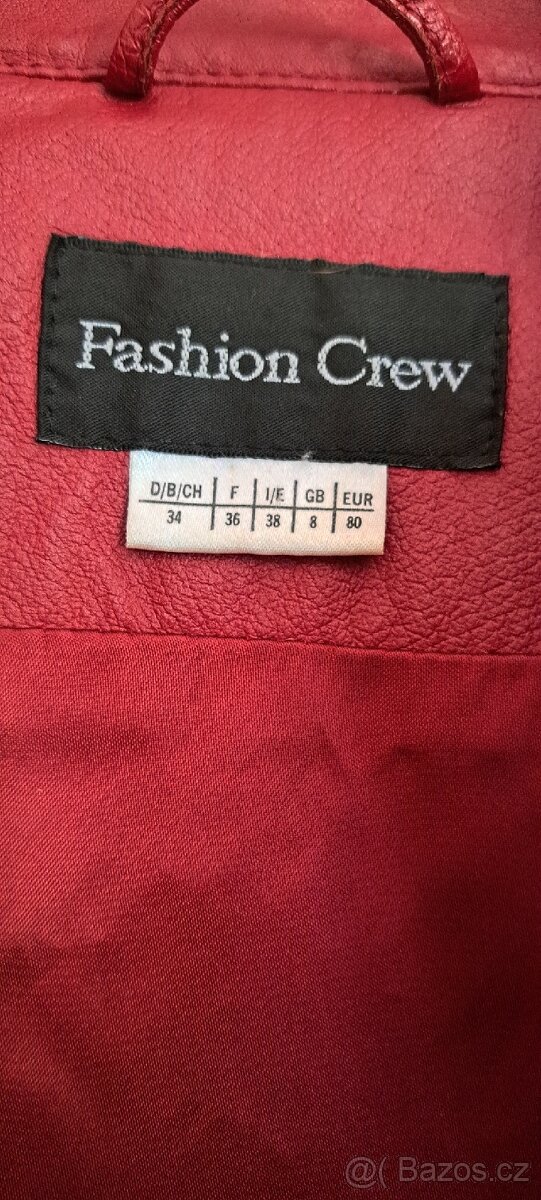 Fashion Crew
D/B/CH F I/E GB EUR
34 36 38 8 80
@( Bazos.cz